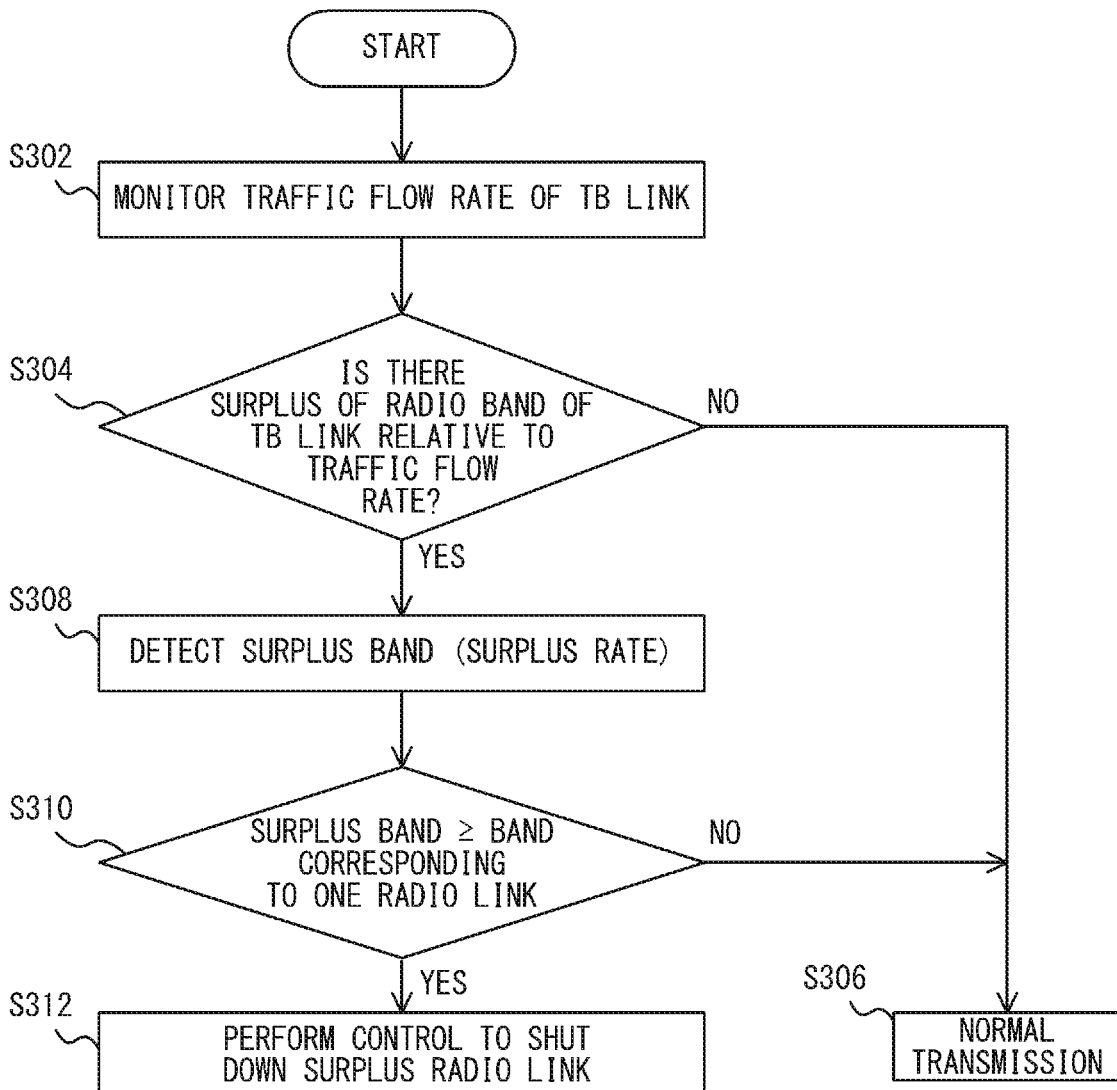 START
S302
MONITOR TRAFFIC FLOW RATE OF TB LINK
S304
IS THERE
SURPLUS OF RADIO BAND OF
TB LINK RELATIVE TO
TRAFFIC FLOW
RATE?
NO
YES
S308
DETECT SURPLUS BAND (SURPLUS RATE)
S310
SURPLUS BAND ≥ BAND
CORRESPONDING
TO ONE RADIO LINK
NO
YES
S312
PERFORM CONTROL TO SHUT
DOWN SURPLUS RADIO LINK
S306
NORMAL
TRANSMISSION